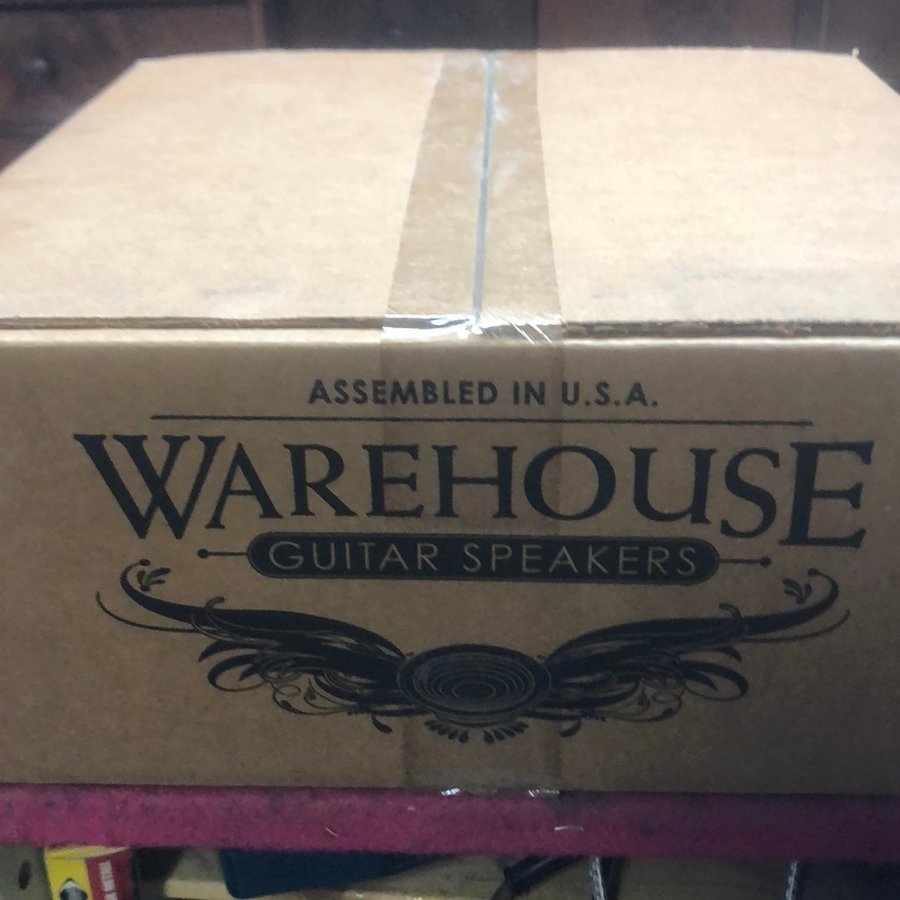 ASSEMBLED IN U.S.A.
WAREHOUSE
GUITAR SPEAKERS